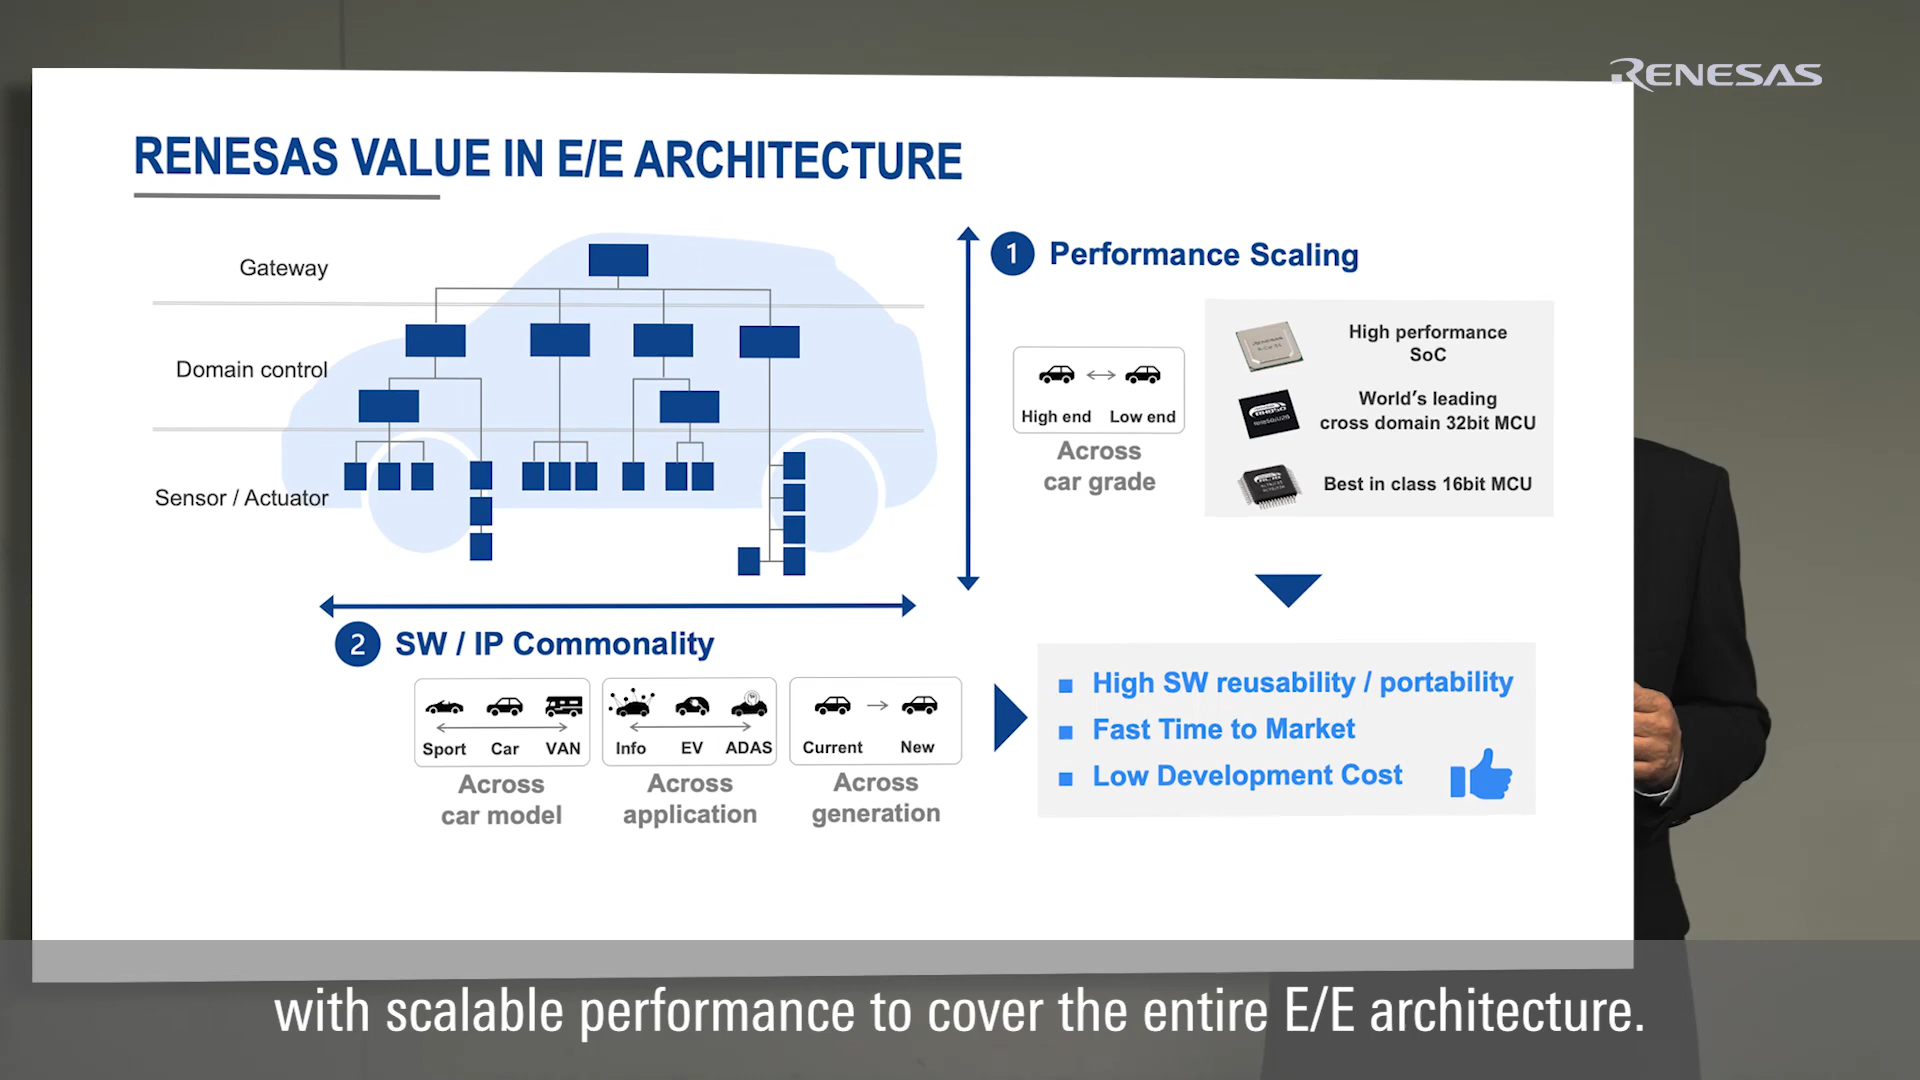 RENESAS
RENESAS VALUE IN E/E ARCHITECTURE
Gateway
Domain control
Sensor / Actuator
1 Performance Scaling
High end Low end
Across
car grade
High performance
SoC
World's leading
cross domain 32bit MCU
Best in class 16bit MCU
2 SW / IP Commonality
Sport Car VAN
Across
car model
Info EV ADAS
Across
application
Current New
Across
generation
High SW reusability / portability
Fast Time to Market
Low Development Cost
with scalable performance to cover the entire E/E architecture.